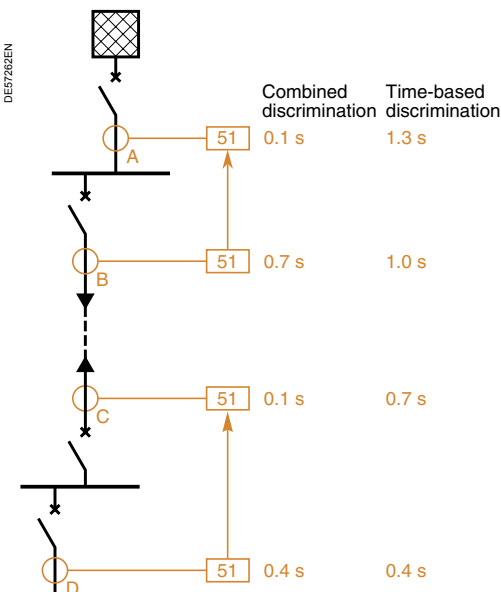 DE57262EN
Combined Time-based
discrimination discrimination
51 0.1 s 1.3 s
A
51 0.7 s 1.0 s
B
51 0.1 s 0.7 s
C
51 0.4 s 0.4 s
D